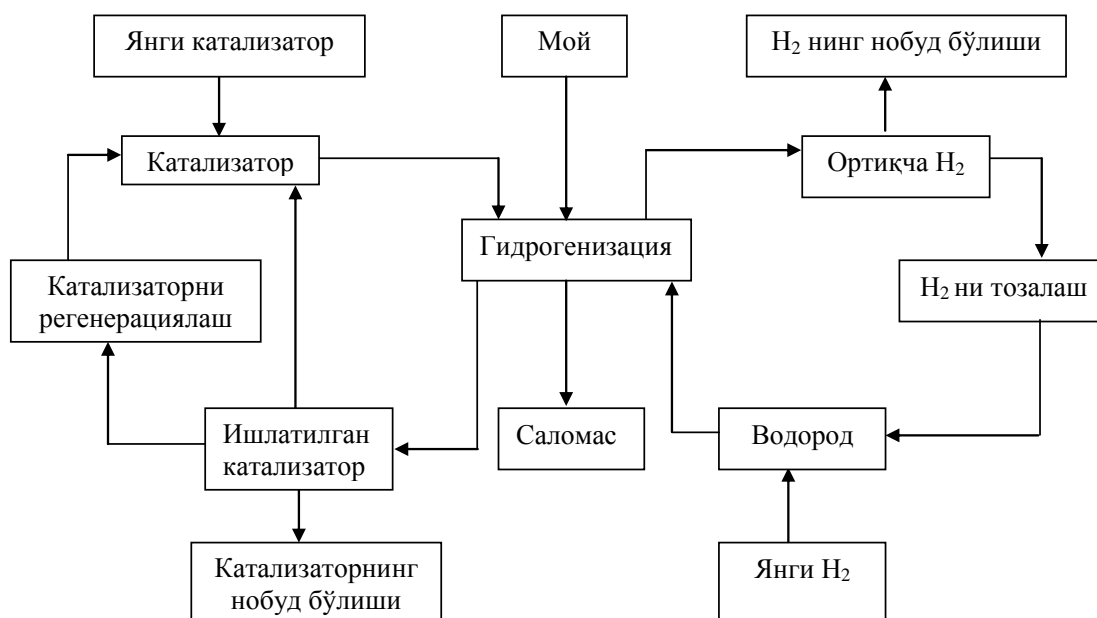 Янги катализатор
Мой
H₂ нинг нобуд бўлиши
Катализатор
Ортиқча H₂
Гидрогенизация
Катализаторни
регенерациялаш
H₂ ни тозалаш
Ишлатилган
катализатор
Саломас
Водород
Катализаторнинг
нобуд бўлиши
Янги H₂